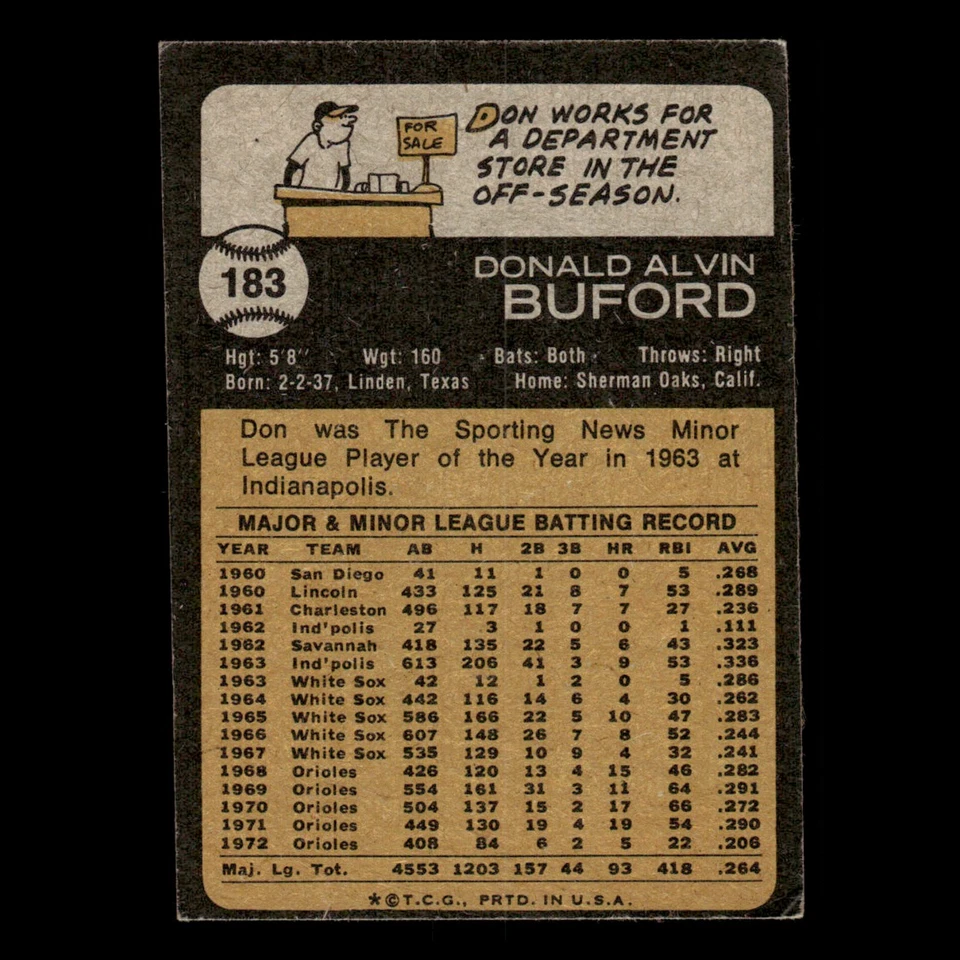 FOR
SALE
DON WORKS FOR
A DEPARTMENT
STORE IN THE
OFF-SEASON.
183
DONALD ALVIN
BUFORD
Hgt: 5'8" Wgt: 160 Bats: Both Throws: Right
Born: 2-2-37, Linden, Texas Home: Sherman Oaks, Calif.
Don was The Sporting News Minor
League Player of the Year in 1963 at
Indianapolis.
MAJOR & MINOR LEAGUE BATTING RECORD
YEAR TEAM AB H 2B 3B HR RBI AVG
1960 San Diego 41 11 1 0 0 5 .268
1960 Lincoln 433 125 21 8 7 53 .289
1961 Charleston 496 117 18 7 7 27 .236
1962 Ind'polis 27 3 1 0 0 1 .111
1962 Savannah 418 135 22 5 6 43 .323
1963 Ind'polis 613 206 41 3 9 53 .336
1963 White Sox 42 12 1 2 0 5 .286
1964 White Sox 442 116 14 6 4 30 .262
1965 White Sox 586 166 22 5 10 47 .283
1966 White Sox 607 148 26 7 8 52 .244
1967 White Sox 535 129 10 9 4 32 .241
1968 Orioles 426 120 13 4 15 46 .282
1969 Orioles 554 161 31 3 11 64 .291
1970 Orioles 504 137 15 2 17 66 .272
1971 Orioles 449 130 19 4 19 54 .290
1972 Orioles 408 84 6 2 5 22 .206
Maj. Lg. Tot. 4553 1203 157 44 93 418 .264
*©T.C.G., PRTD. IN U.S.A.